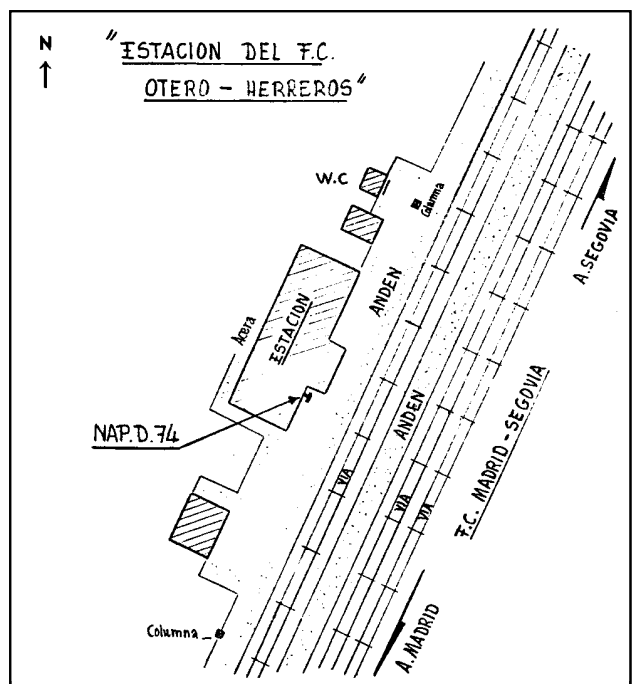 N
"ESTACION DEL F.C.
OTERO - HERREROS"
W.C
Columna
A. SEGOVIA
ANDEN
Acera
ESTACION
ANDEN
F.C. MADRID-SEGOVIA
NAP.D.74
VIA
VIA
VIA
Columna
A. MADRID